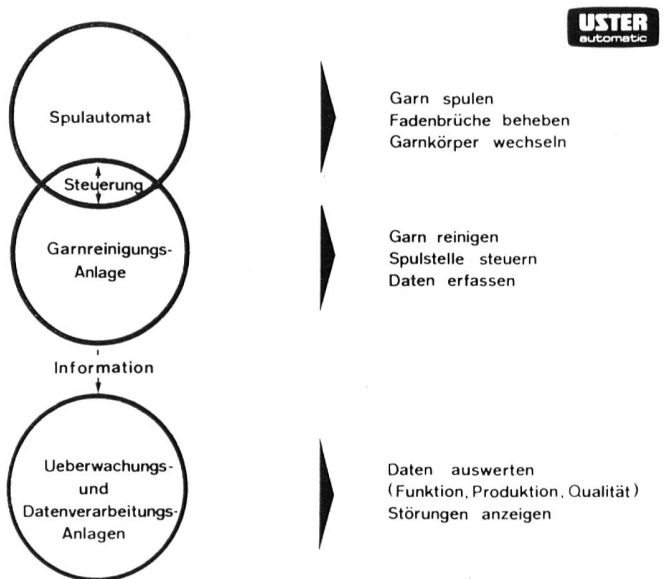 USTER
automatic
Spulautomat
Garn spulen
Fadenbrüche beheben
Garnkörper wechseln
Steuerung
Garnreinigungs-
Anlage
Garn reinigen
Spulstelle steuern
Daten erfassen
Information
Ueberwachungs-
und
Datenverarbeitungs-
Anlagen
Daten auswerten
(Funktion, Produktion, Qualität)
Störungen anzeigen